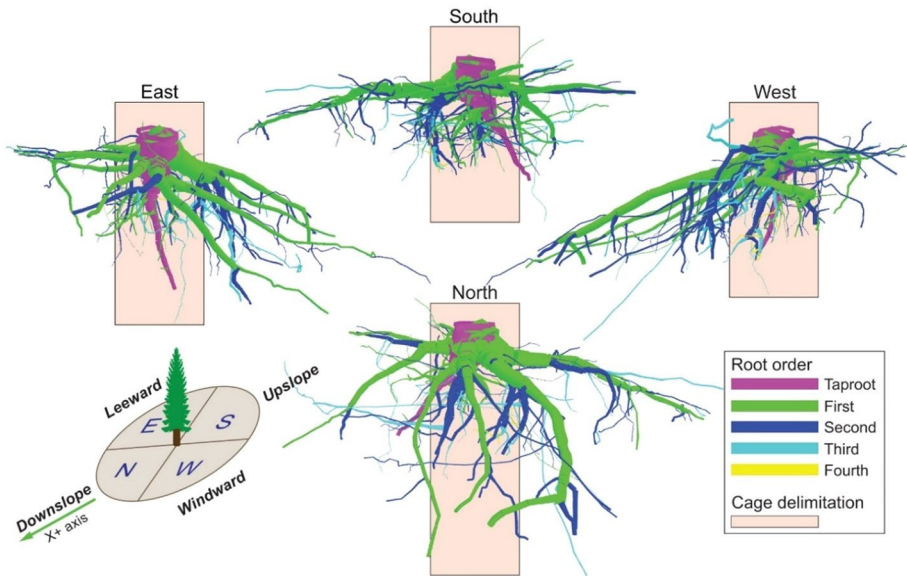 South
East
West
North
Leeward
Upslope
E
S
N
W
Downslope
Windward
X+ axis
Root order
Taproot
First
Second
Third
Fourth
Cage delimitation